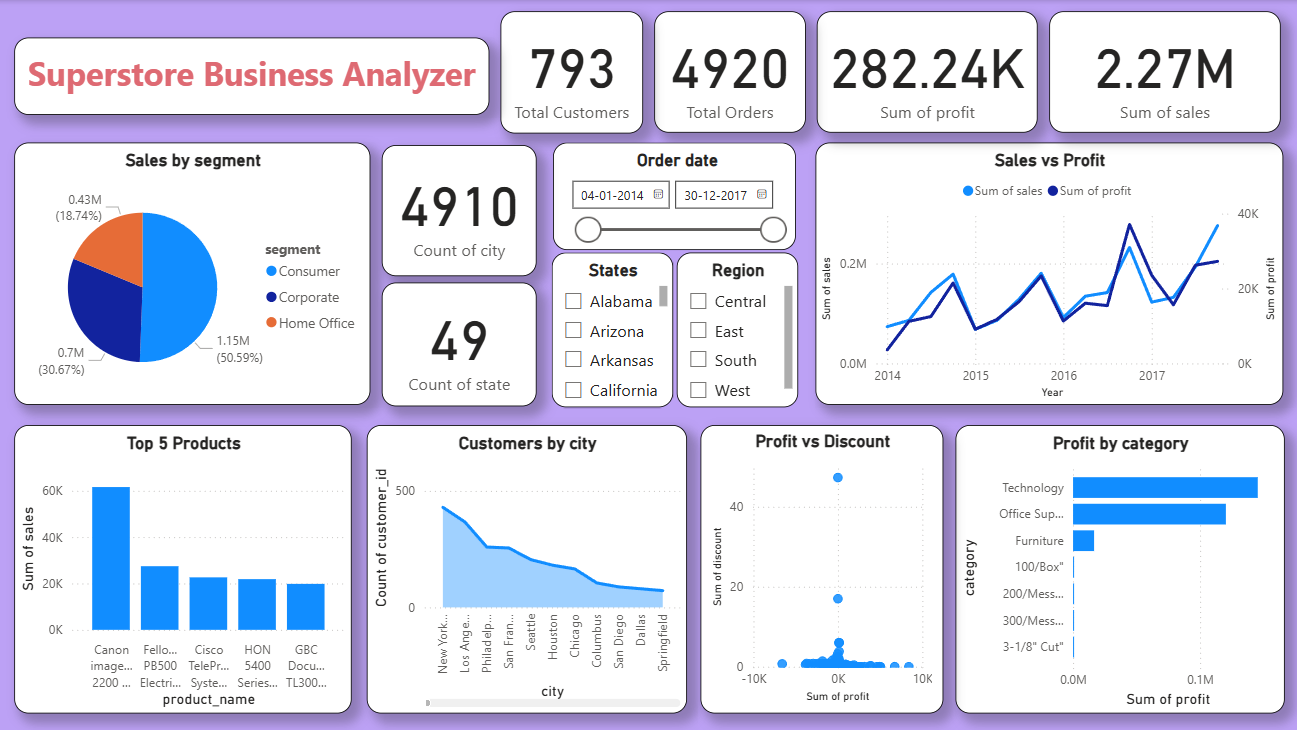 Superstore Business Analyzer
793
Total Customers
4920
Total Orders
282.24K
Sum of profit
2.27M
Sum of sales
Sales by segment
0.43M
(18.74%)
0.7M
(30.67%)
1.15M
(50.59%)
segment
Consumer
Corporate
Home Office
4910
Count of city
49
Count of state
Order date
04-01-2014
30-12-2017
States
Alabama
Arizona
Arkansas
California
Region
Central
East
South
West
Sales vs Profit
Sum of sales
Sum of profit
Sum of sales
0.2M
0.0M
40K
20K
0K
Sum of profit
2014
2015
2016
2017
Year
Top 5 Products
Sum of sales
60K
40K
20K
0K
Canon
image...
2200 ...
Fello...
PB500
Electri...
Cisco
TelePr...
Syste...
HON
5400
Series...
GBC
Docu...
TL300...
product_name
Customers by city
Count of customer_id
500
0
New York...
Los Ange...
Philadelp...
San Fran...
Seattle
Houston
Chicago
Columbus
San Diego
Dallas
Springfield
city
Profit vs Discount
Sum of discount
40
20
0
-10K
0K
10K
Sum of profit
Profit by category
category
Technology
Office Sup...
Furniture
100/Box"
200/Mess...
300/Mess...
3-1/8" Cut"
0.0M
0.1M
Sum of profit